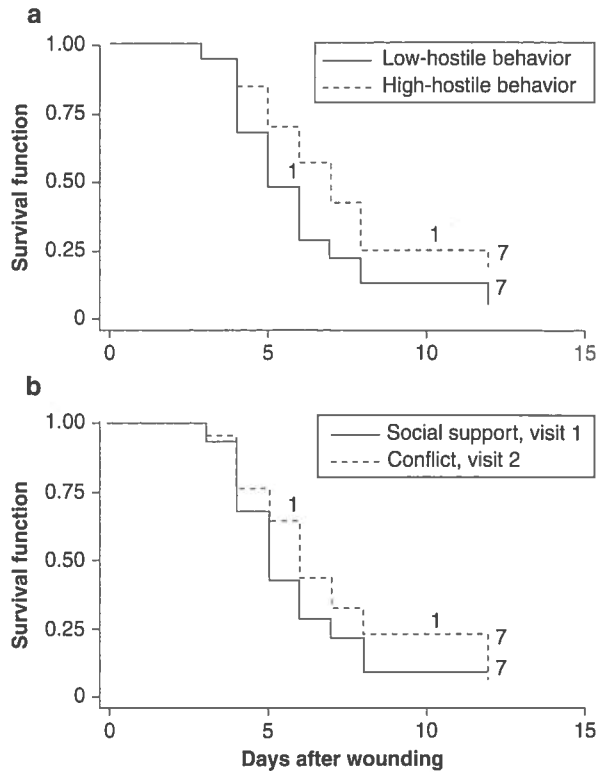 a
1.00
0.75
0.50
0.25
0
Survival function
Low-hostile behavior
High-hostile behavior
1
1
7
7
0
5
10
15
b
1.00
0.75
0.50
0.25
0
Survival function
Social support, visit 1
Conflict, visit 2
1
1
7
7
0
5
10
15
Days after wounding